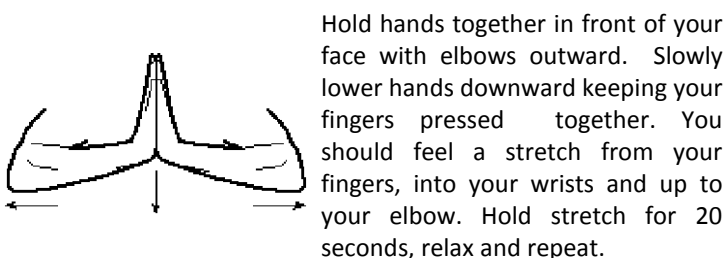 Hold hands together in front of your
face with elbows outward. Slowly
lower hands downward keeping your
fingers pressed together. You
should feel a stretch from your
fingers, into your wrists and up to
your elbow. Hold stretch for 20
seconds, relax and repeat.